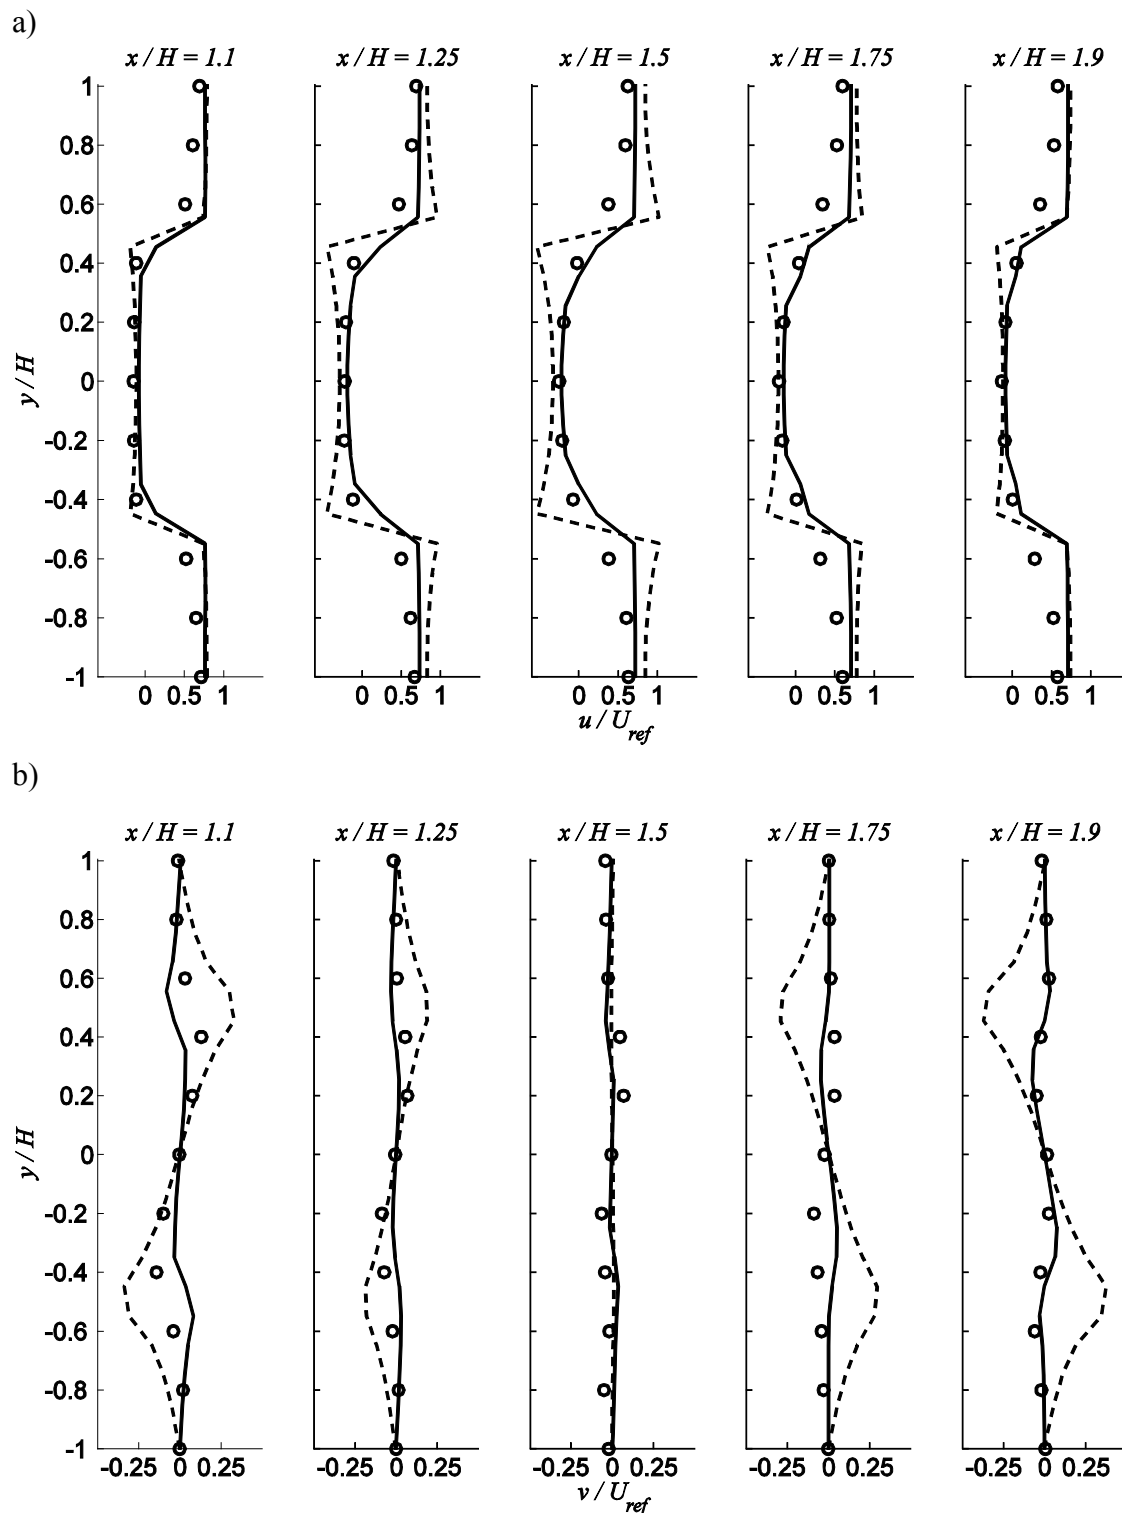 a)
x / H = 1.1 x / H = 1.25 x / H = 1.5 x / H = 1.75 x / H = 1.9
1
0.8
0.6
0.4
0.2
0
-0.2
-0.4
-0.6
-0.8
-1
y / H
0 0.5 1 0 0.5 1 0 0.5 1 0 0.5 1 0 0.5 1
u / U_ref
b)
x / H = 1.1 x / H = 1.25 x / H = 1.5 x / H = 1.75 x / H = 1.9
1
0.8
0.6
0.4
0.2
0
-0.2
-0.4
-0.6
-0.8
-1
y / H
-0.25 0 0.25 -0.25 0 0.25 -0.25 0 0.25 -0.25 0 0.25 -0.25 0 0.25
v / U_ref